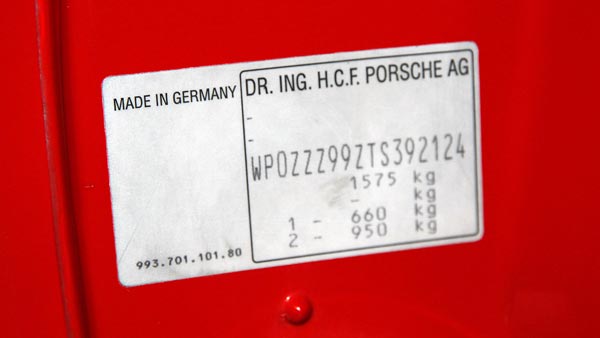 MADE IN GERMANY
DR. ING. H.C.F. PORSCHE AG
-
-
WP0ZZZ99ZTS392124
1575 kg
- kg
1 - 660 kg
2 - 950 kg
993.701.101.80